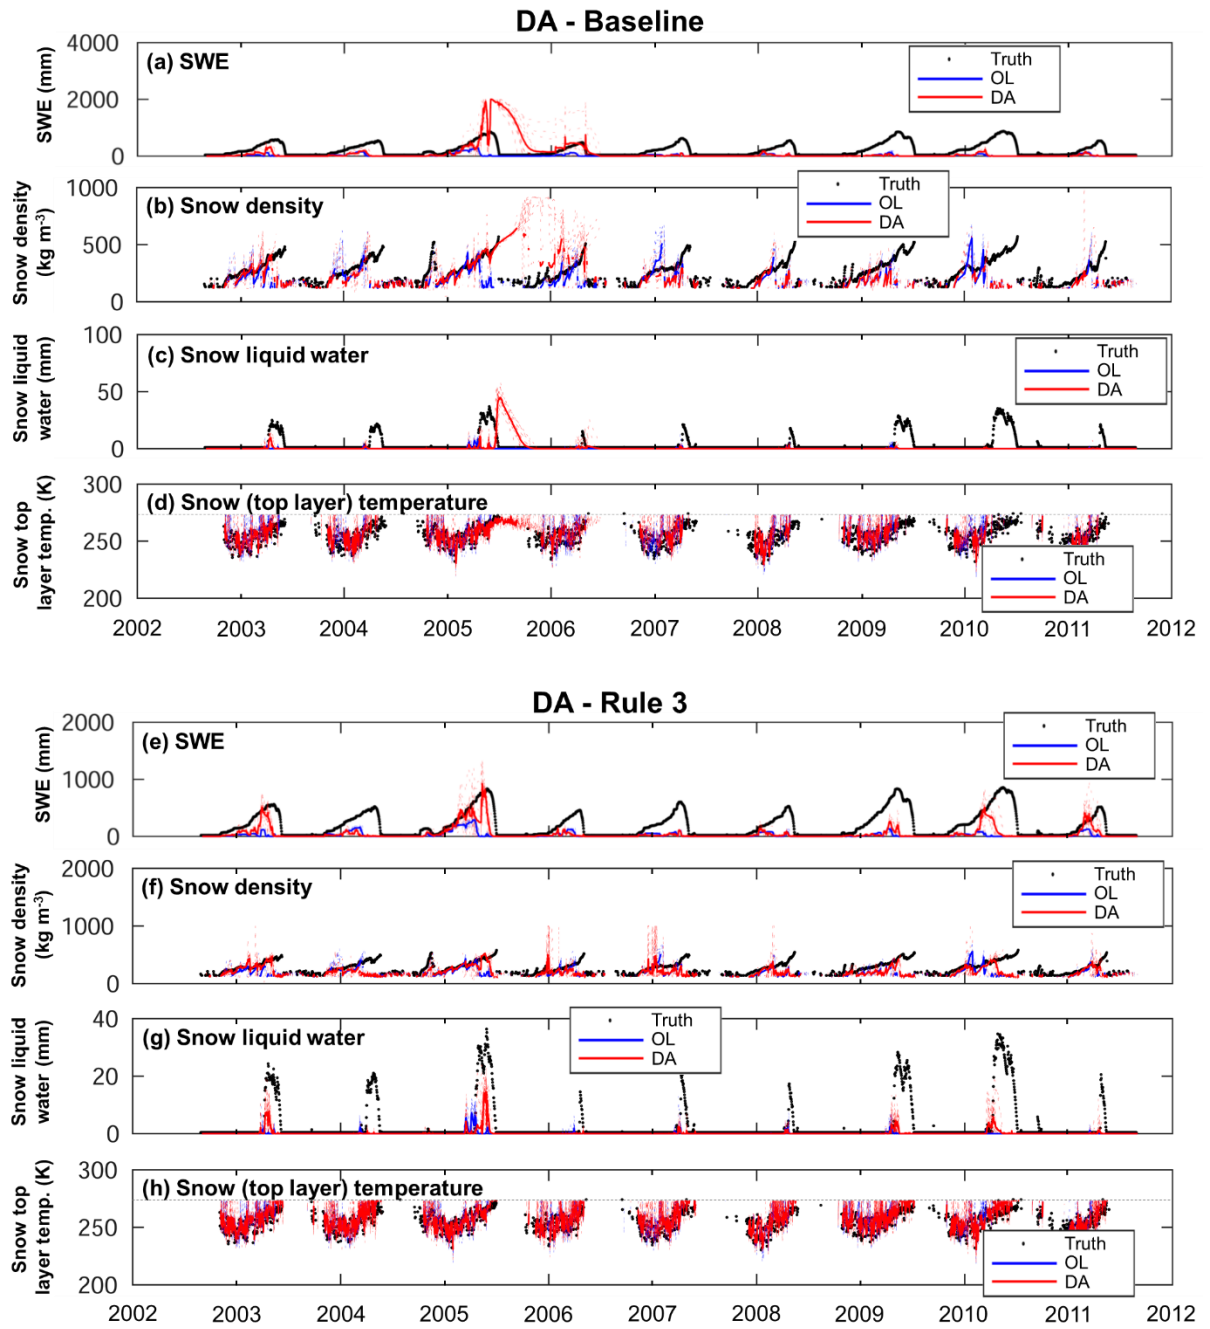 DA - Baseline
SWE (mm)
4000
2000
0
(a) SWE
Truth
OL
DA
Snow density
(kg m-3)
1000
500
0
(b) Snow density
Truth
OL
DA
Snow liquid
water (mm)
100
50
0
(c) Snow liquid water
Truth
OL
DA
Snow top
layer temp. (K)
300
250
200
(d) Snow (top layer) temperature
Truth
OL
DA
2002 2003 2004 2005 2006 2007 2008 2009 2010 2011 2012
DA - Rule 3
SWE (mm)
2000
1000
0
(e) SWE
Truth
OL
DA
Snow density
(kg m-3)
2000
1000
0
(f) Snow density
Truth
OL
DA
Snow liquid
water (mm)
40
20
0
(g) Snow liquid water
Truth
OL
DA
Snow top
layer temp. (K)
300
250
200
(h) Snow (top layer) temperature
Truth
OL
DA
2002 2003 2004 2005 2006 2007 2008 2009 2010 2011 2012